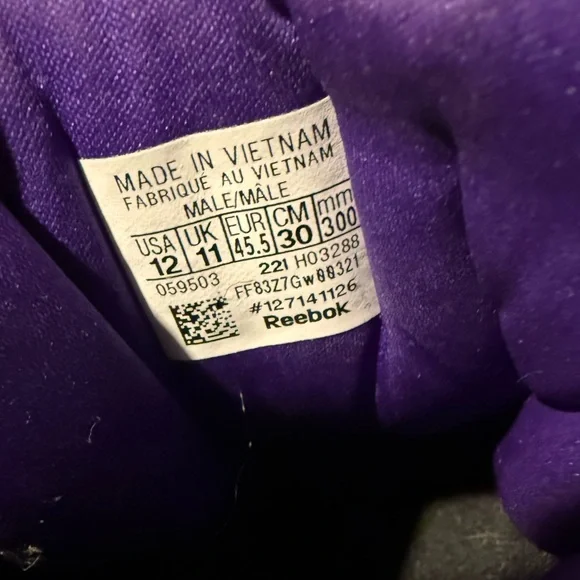 MADE IN VIETNAM
FABRIQUÉ AU VIETNAM
MALE/MÂLE
USA UK EUR CM mm
12 11 45.5 30 300
059503 22I H03288
FF83Z7Gw00321
#127141126
Reebok